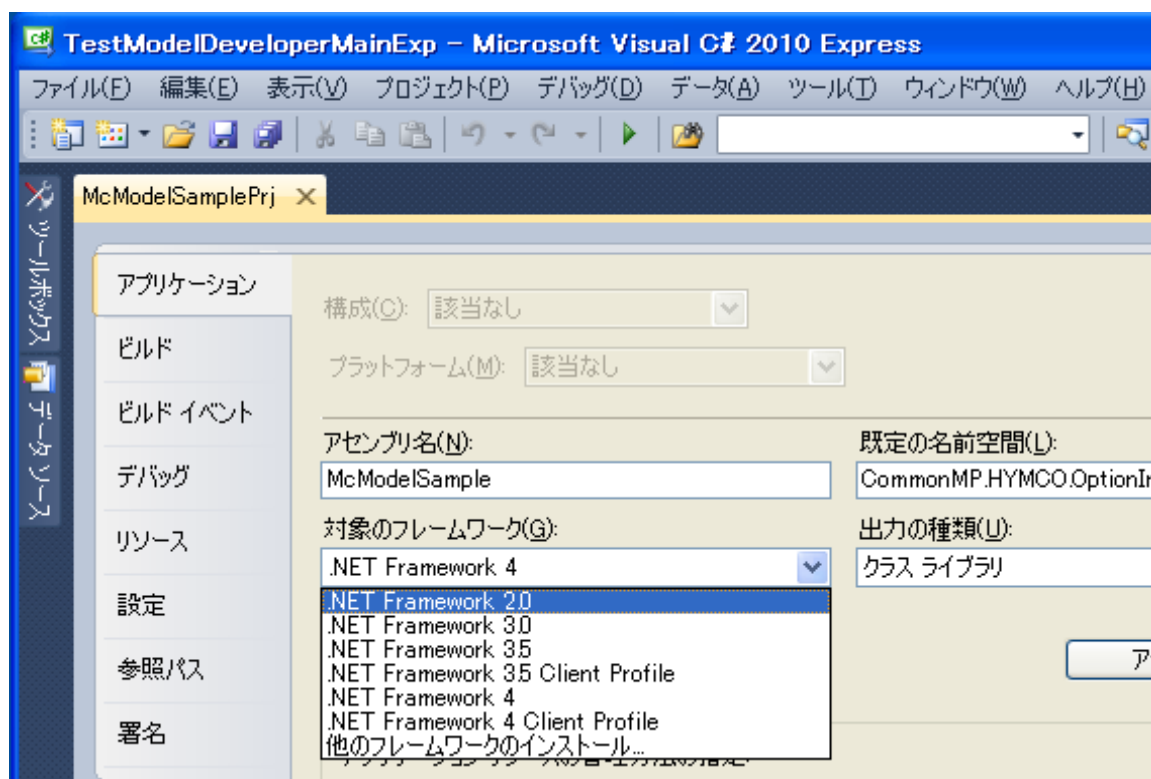 TestModelDeveloperMainExp - Microsoft Visual C# 2010 Express
ファイル(F) 編集(E) 表示(V) プロジェクト(P) デバッグ(D) データ(A) ツール(T) ウィンドウ(W) ヘルプ(H)
McModelSamplePrj
ツールボックス
データ ソース
アプリケーション
ビルド
ビルド イベント
デバッグ
リソース
設定
参照パス
署名
構成(C): 該当なし
プラットフォーム(M): 該当なし
アセンブリ名(N): 既定の名前空間(L):
McModelSample CommonMP.HYMCO.OptionI
対象のフレームワーク(G): 出力の種類(U):
.NET Framework 4 クラス ライブラリ
.NET Framework 2.0
.NET Framework 3.0
.NET Framework 3.5
.NET Framework 3.5 Client Profile
.NET Framework 4
.NET Framework 4 Client Profile
他のフレームワークのインストール...
ア